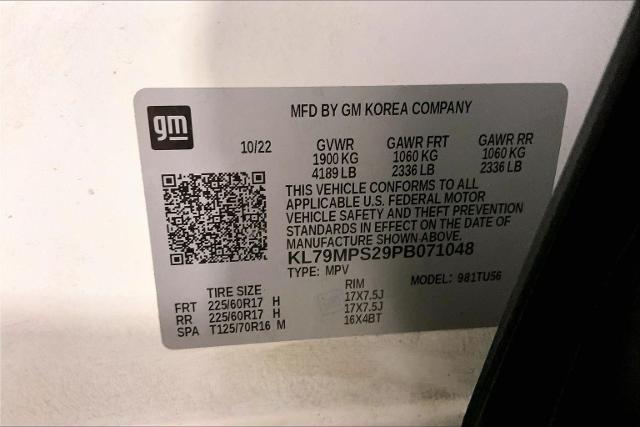 gm
MFD BY GM KOREA COMPANY
10/22 GVWR GAWR FRT GAWR RR
1900 KG 1060 KG 1060 KG
4189 LB 2336 LB 2336 LB
THIS VEHICLE CONFORMS TO ALL
APPLICABLE U.S. FEDERAL MOTOR
VEHICLE SAFETY AND THEFT PREVENTION
STANDARDS IN EFFECT ON THE DATE OF
MANUFACTURE SHOWN ABOVE.
KL79MPS29PB071048
TYPE: MPV MODEL: 981TU56
TIRE SIZE RIM
FRT 225/60R17 H 17X7.5J
RR 225/60R17 H 17X7.5J
SPA T125/70R16 M 16X4BT